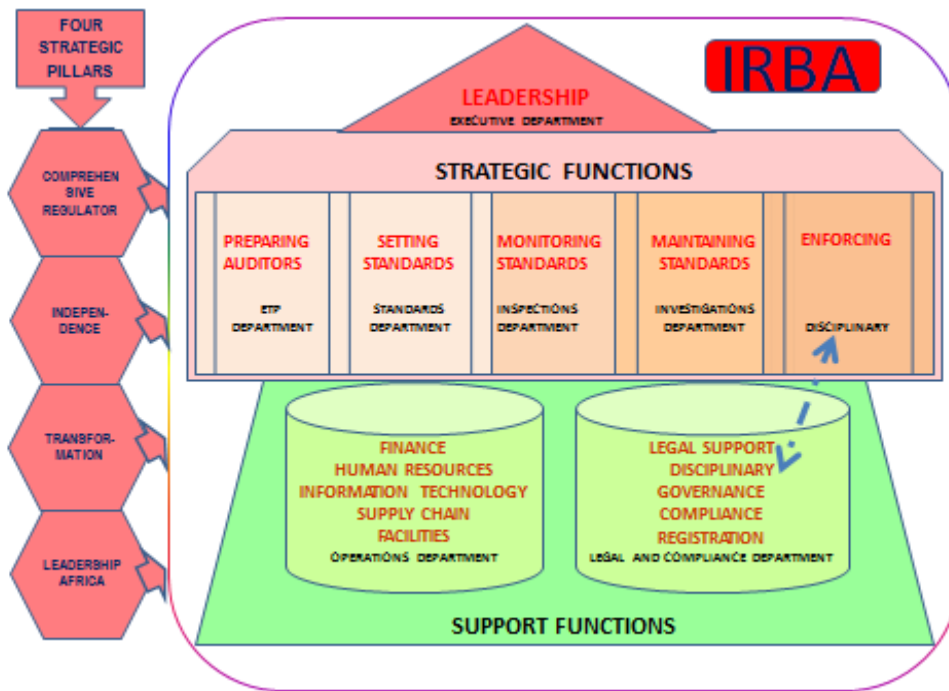 FOUR
STRATEGIC
PILLARS
COMPREHEN
SIVE
REGULATOR
INDEPEN-
DENCE
TRANSFOR-
MATION
LEADERSHIP
AFRICA
IRBA
LEADERSHIP
EXECUTIVE DEPARTMENT
STRATEGIC FUNCTIONS
PREPARING
AUDITORS
ETP
DEPARTMENT
SETTING
STANDARDS
STANDARDS
DEPARTMENT
MONITORING
STANDARDS
INSPECTIONS
DEPARTMENT
MAINTAINING
STANDARDS
INVESTIGATIONS
DEPARTMENT
ENFORCING
DISCIPLINARY
FINANCE
HUMAN RESOURCES
INFORMATION TECHNOLOGY
SUPPLY CHAIN
FACILITIES
OPERATIONS DEPARTMENT
LEGAL SUPPORT
DISCIPLINARY
GOVERNANCE
COMPLIANCE
REGISTRATION
LEGAL AND COMPLIANCE DEPARTMENT
SUPPORT FUNCTIONS